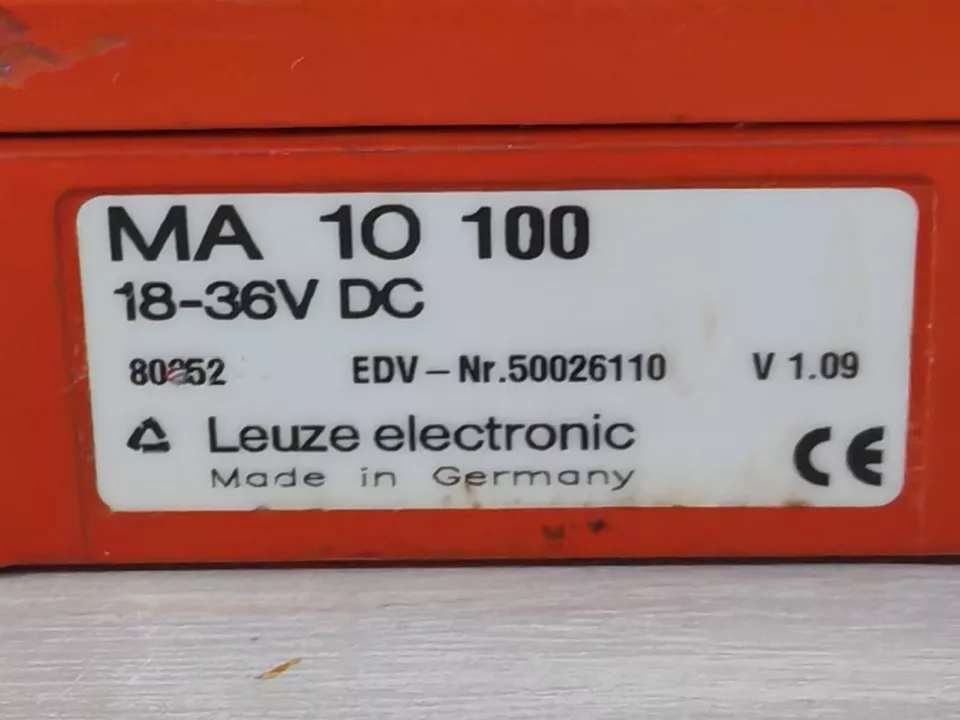 MA 10 100
18-36V DC
EDV-Nr.50026110 V 1.09
Leuze electronic
Made in Germany
CE